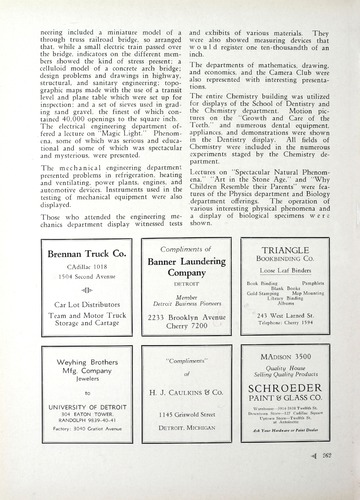 neering included a miniature model of a
through truss railroad bridge, so arranged
that, while a small electric train passed over
the bridge, indicators on the different mem-
bers showed the kind of stress present; a
celluloid model of a concrete arch bridge;
design problems and drawings in highway,
structural, and sanitary engineering; topo-
graphic maps made with the use of a transit
level and plane table which were set up for
inspection; and a set of sieves used in grad-
ing sand and gravel, the finest of which con-
tained 40,000 openings to the square inch.
The electrical engineering department of-
fered a lecture on "Magic Light." Phenom-
ena, some of which was serious and educa-
tional and some of which was spectacular
and mysterious, were presented.
The mechanical engineering department
presented problems in refrigeration, heating
and ventilating, power plants, engines, and
automotive devices. Instruments used in the
testing of mechanical equipment were also
displayed.
Those who attended the engineering me-
chanics department display witnessed tests
and exhibits of various materials. They
were also showed measuring devices that
would register one ten-thousandth of an
inch.
The departments of mathematics, drawing,
and economics, and the Camera Club were
also represented with interesting presenta-
tions.
The entire Chemistry building was utilized
for displays of the School of Dentistry and
the Chemistry department. Motion pic-
tures on the "Growth and Care of the
Teeth," and numerous dental equipment,
appliances, and demonstrations were shown
in the Dentistry display. All fields of
Chemistry were included in the numerous
experiments staged by the Chemistry de-
partment.
Lectures on "Spectacular Natural Phenom-
ena," "Art in the Stone Age," and "Why
Children Resemble their Parents" were fea-
tures of the Physics department and Biology
department offerings. The operation of
various interesting physical phenomena and
a display of biological specimens were
shown.
Brennan Truck Co.
CAdillac 1018
1504 Second Avenue
Car Lot Distributors
Team and Motor Truck
Storage and Cartage
Compliments of
Banner Laundering
Company
DETROIT
Member
Detroit Business Pioneers
2233 Brooklyn Avenue
Cherry 7200
TRIANGLE
BOOKBINDING CO.
Loose Leaf Binders
Book Binding Pamphlets
Blank Books
Gold Stamping Map Mounting
Library Binding
Albums
243 West Larned St.
Telephone: Cherry 1594
Weyhing Brothers
Mfg. Company
Jewelers
to
UNIVERSITY OF DETROIT
304 EATON TOWER,
RANDOLPH 9839-40-41
Factory: 3040 Gratiot Avenue
"Compliments"
of
H. J. CAULKINS & CO.
1145 Griswold Street
DETROIT, MICHIGAN
MADISON 3500
Quality House
Selling Quality Products
SCHROEDER
PAINT & GLASS CO.
Downtown Store—
Cadillac Square
Uptown Store—Twelfth St.
at Antoinette
Ask Your Hardware or Paint Dealer
262